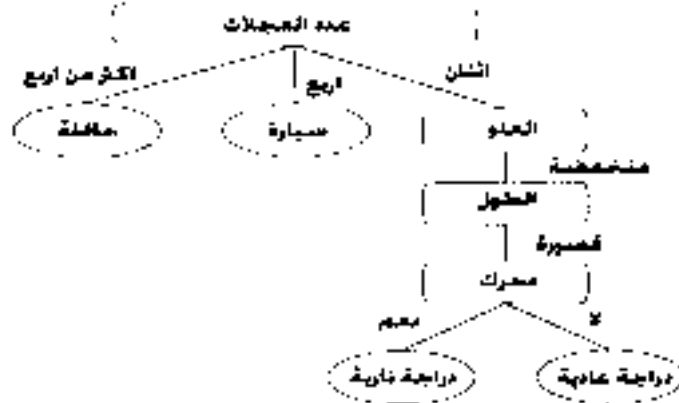 عدد العجلات
اكثر من اربع
اربع
اثنان
حافلة
سيارة
العلو
منخفضة
الطول
قصيرة
محرك
نعم
لا
دراجة نارية
دراجة عادية